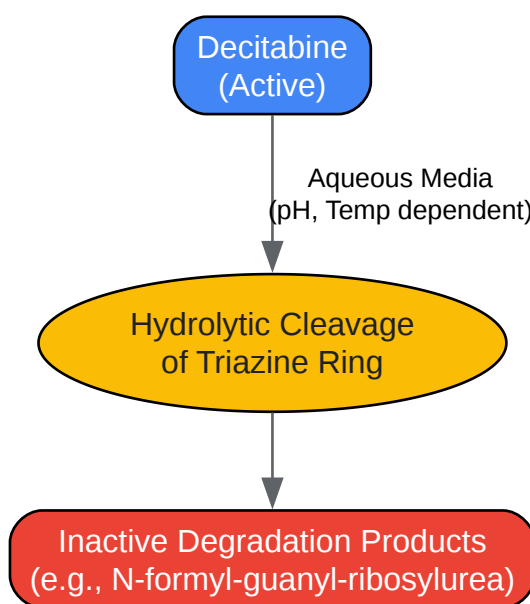 Decitabine
(Active)
Aqueous Media
(pH, Temp dependent)
Hydrolytic Cleavage
of Triazine Ring
Inactive Degradation Products
(e.g., N-formyl-guanyl-ribosylurea)